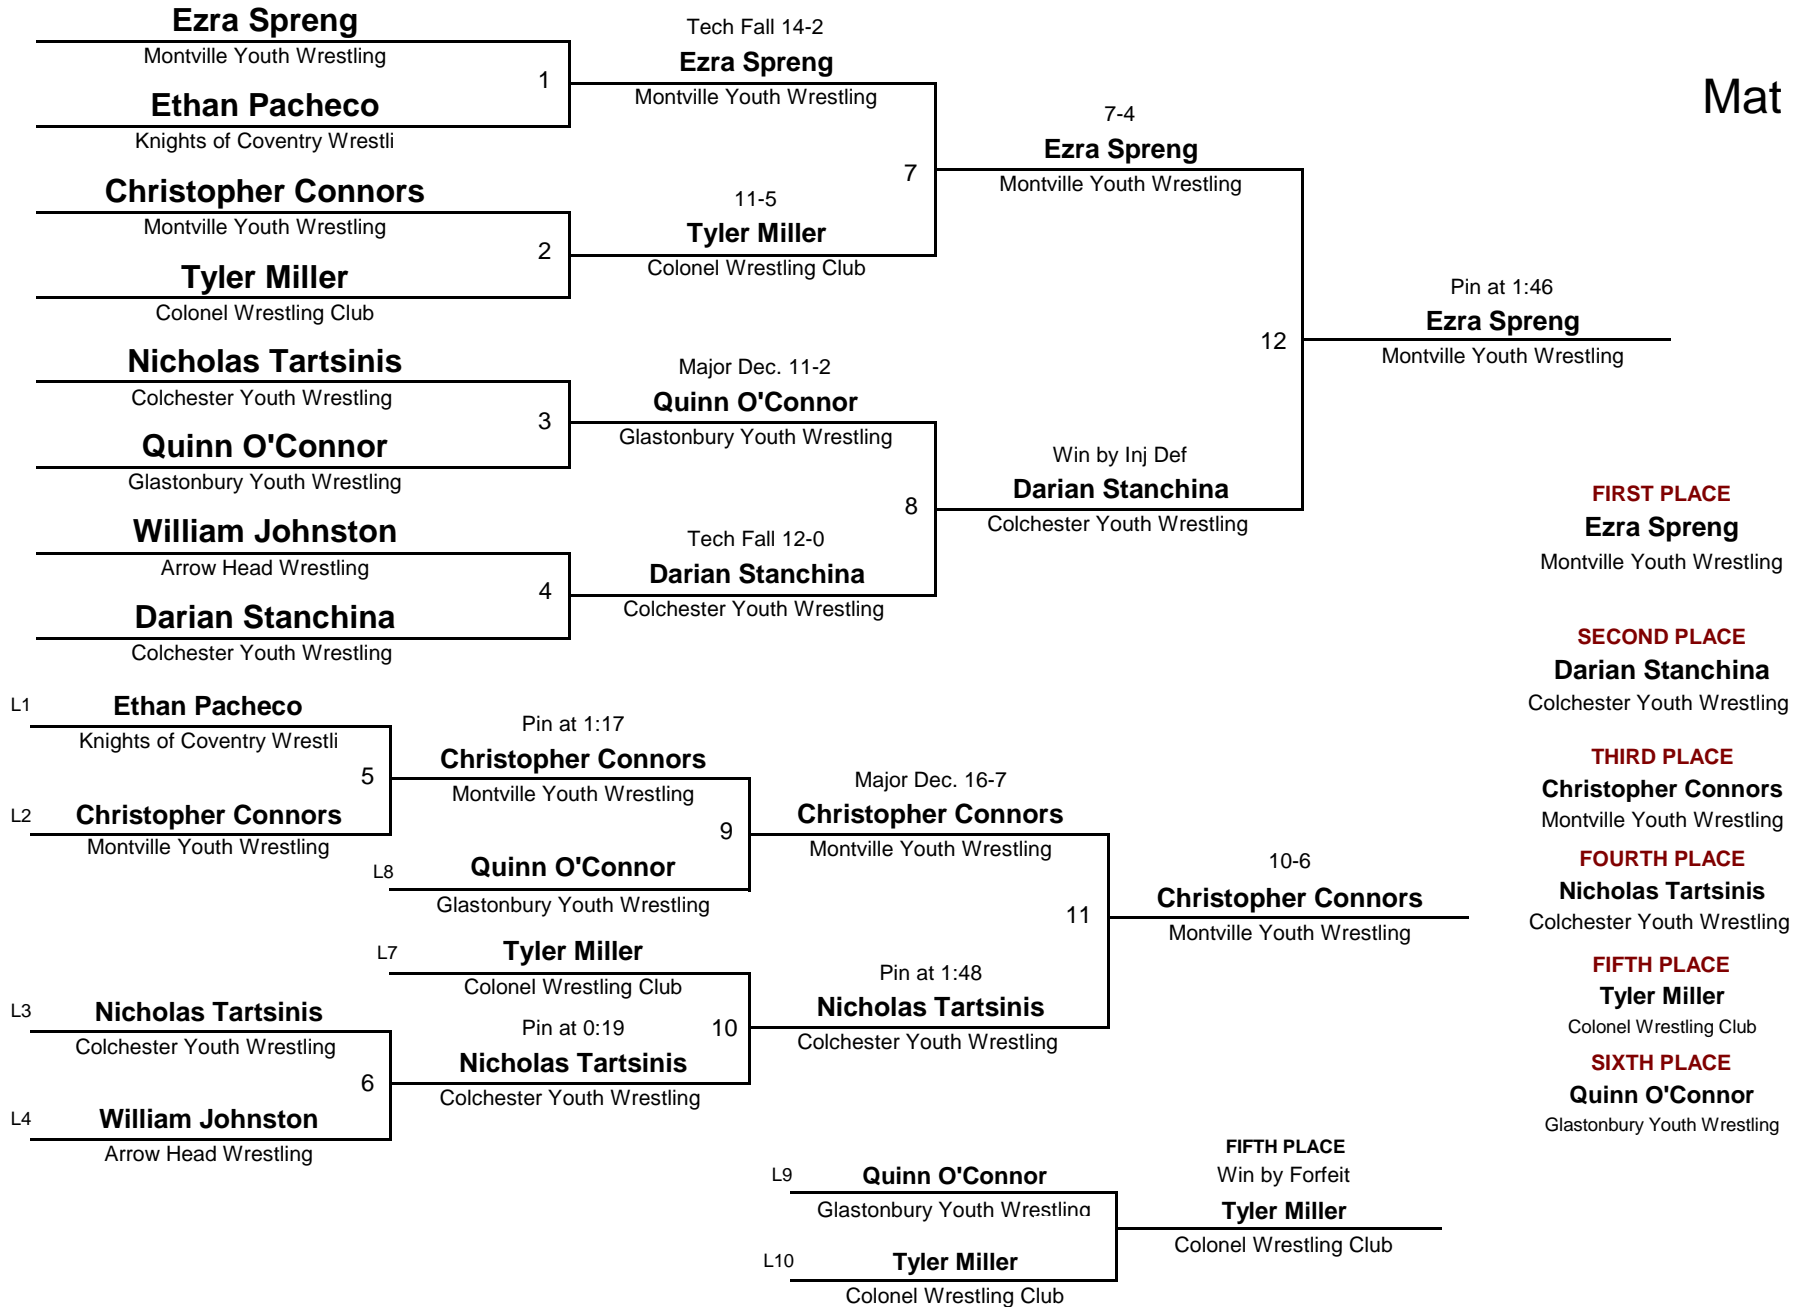 Ezra Spreng
Montville Youth Wrestling
1
Ethan Pacheco
Knights of Coventry Wrestli
Christopher Connors
Montville Youth Wrestling
2
Tyler Miller
Colonel Wrestling Club
Nicholas Tartsinis
Colchester Youth Wrestling
3
Quinn O'Connor
Glastonbury Youth Wrestling
William Johnston
Arrow Head Wrestling
4
Darian Stanchina
Colchester Youth Wrestling
Tech Fall 14-2
Ezra Spreng
Montville Youth Wrestling
7
11-5
Tyler Miller
Colonel Wrestling Club
Major Dec. 11-2
Quinn O'Connor
Glastonbury Youth Wrestling
8
Tech Fall 12-0
Darian Stanchina
Colchester Youth Wrestling
7-4
Ezra Spreng
Montville Youth Wrestling
12
Win by Inj Def
Darian Stanchina
Colchester Youth Wrestling
Pin at 1:46
Ezra Spreng
Montville Youth Wrestling
Mat
L1
Ethan Pacheco
Knights of Coventry Wrestli
5
L2
Christopher Connors
Montville Youth Wrestling
L3
Nicholas Tartsinis
Colchester Youth Wrestling
6
L4
William Johnston
Arrow Head Wrestling
Pin at 1:17
Christopher Connors
Montville Youth Wrestling
9
L8
Quinn O'Connor
Glastonbury Youth Wrestling
L7
Tyler Miller
Colonel Wrestling Club
10
Pin at 0:19
Nicholas Tartsinis
Colchester Youth Wrestling
Major Dec. 16-7
Christopher Connors
Montville Youth Wrestling
11
Pin at 1:48
Nicholas Tartsinis
Colchester Youth Wrestling
10-6
Christopher Connors
Montville Youth Wrestling
L9
Quinn O'Connor
Glastonbury Youth Wrestling
L10
Tyler Miller
Colonel Wrestling Club
FIFTH PLACE
Win by Forfeit
Tyler Miller
Colonel Wrestling Club
FIRST PLACE
Ezra Spreng
Montville Youth Wrestling
SECOND PLACE
Darian Stanchina
Colchester Youth Wrestling
THIRD PLACE
Christopher Connors
Montville Youth Wrestling
FOURTH PLACE
Nicholas Tartsinis
Colchester Youth Wrestling
FIFTH PLACE
Tyler Miller
Colonel Wrestling Club
SIXTH PLACE
Quinn O'Connor
Glastonbury Youth Wrestling